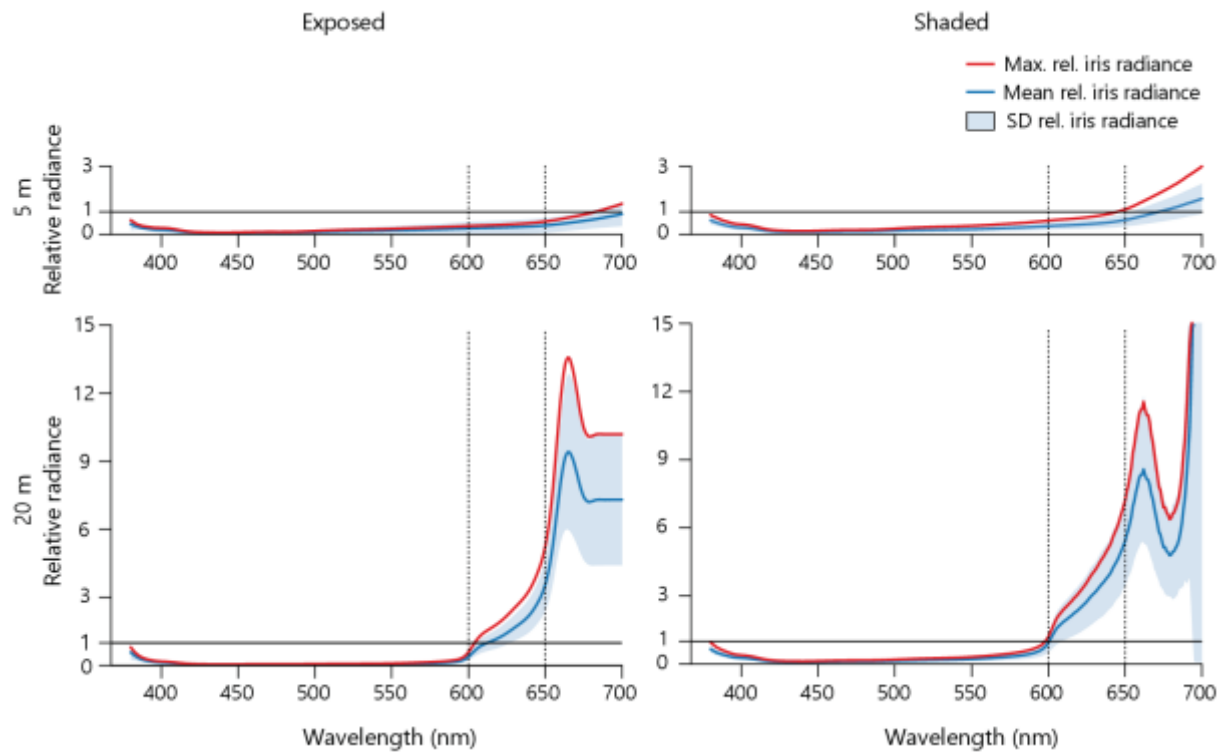 Exposed
Shaded
Max. rel. iris radiance
Mean rel. iris radiance
SD rel. iris radiance
5 m
Relative radiance
3
1
0
400 450 500 550 600 650 700
3
1
0
400 450 500 550 600 650 700
20 m
Relative radiance
15
12
9
6
3
1
0
400 450 500 550 600 650 700
15
12
9
6
3
1
0
400 450 500 550 600 650 700
Wavelength (nm)
Wavelength (nm)